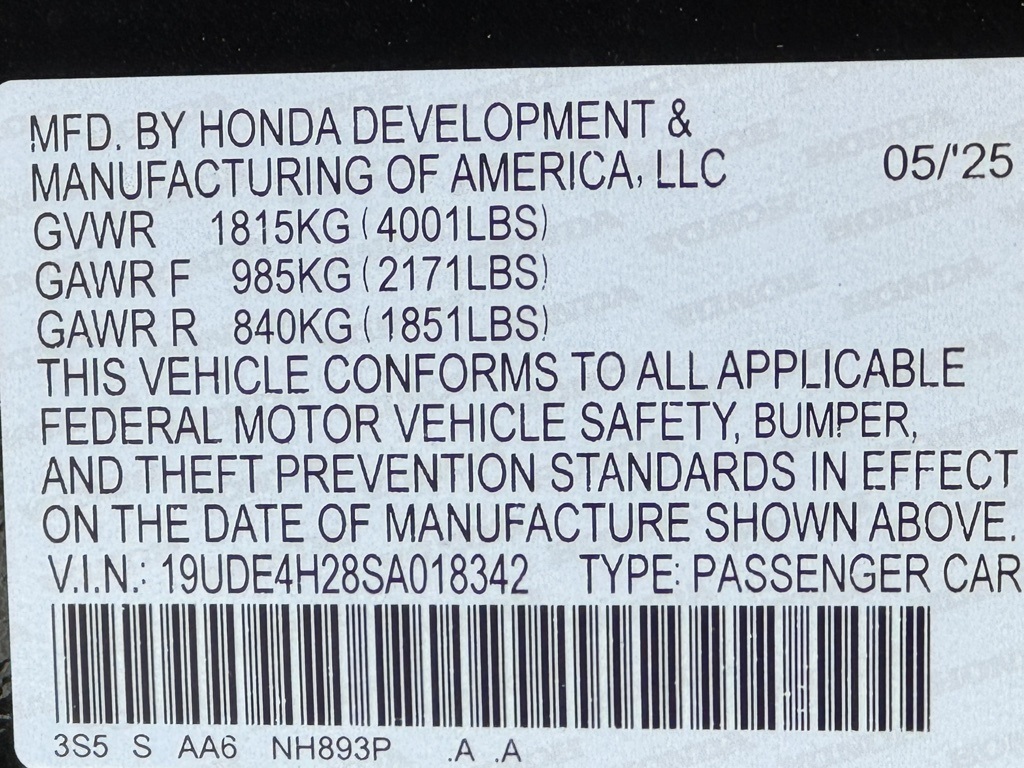 MFD. BY HONDA DEVELOPMENT &
MANUFACTURING OF AMERICA, LLC 05/'25
GVWR 1815KG (4001LBS)
GAWR F 985KG (2171LBS)
GAWR R 840KG (1851LBS)
THIS VEHICLE CONFORMS TO ALL APPLICABLE
FEDERAL MOTOR VEHICLE SAFETY, BUMPER,
AND THEFT PREVENTION STANDARDS IN EFFECT
ON THE DATE OF MANUFACTURE SHOWN ABOVE.
V.I.N.: 19UDE4H28SA018342 TYPE: PASSENGER CAR
3S5 S AA6 NH893P .A .A